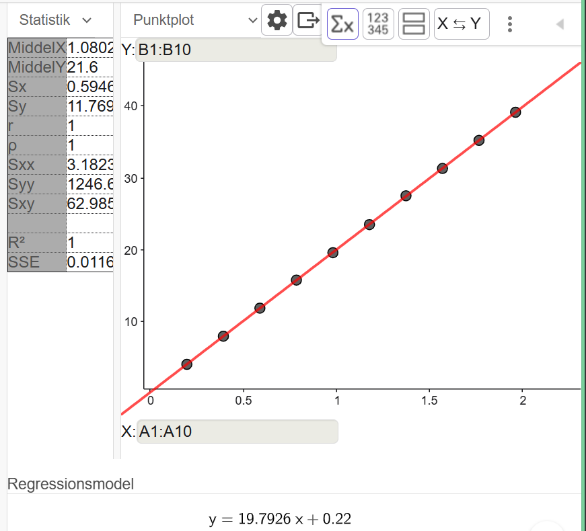 Statistik Punktplot Σx 123 345 X ⇆ Y
MiddelX 1.0802
MiddelY 21.6
Sx 0.5946
Sy 11.769
r 1
ρ 1
Sxx 3.1823
Syy 1246.6
Sxy 62.985
R² 1
SSE 0.0116
Y: B1:B10
40
30
20
10
0 0.5 1 1.5 2
X: A1:A10
Regressionsmodel
y = 19.7926 x + 0.22